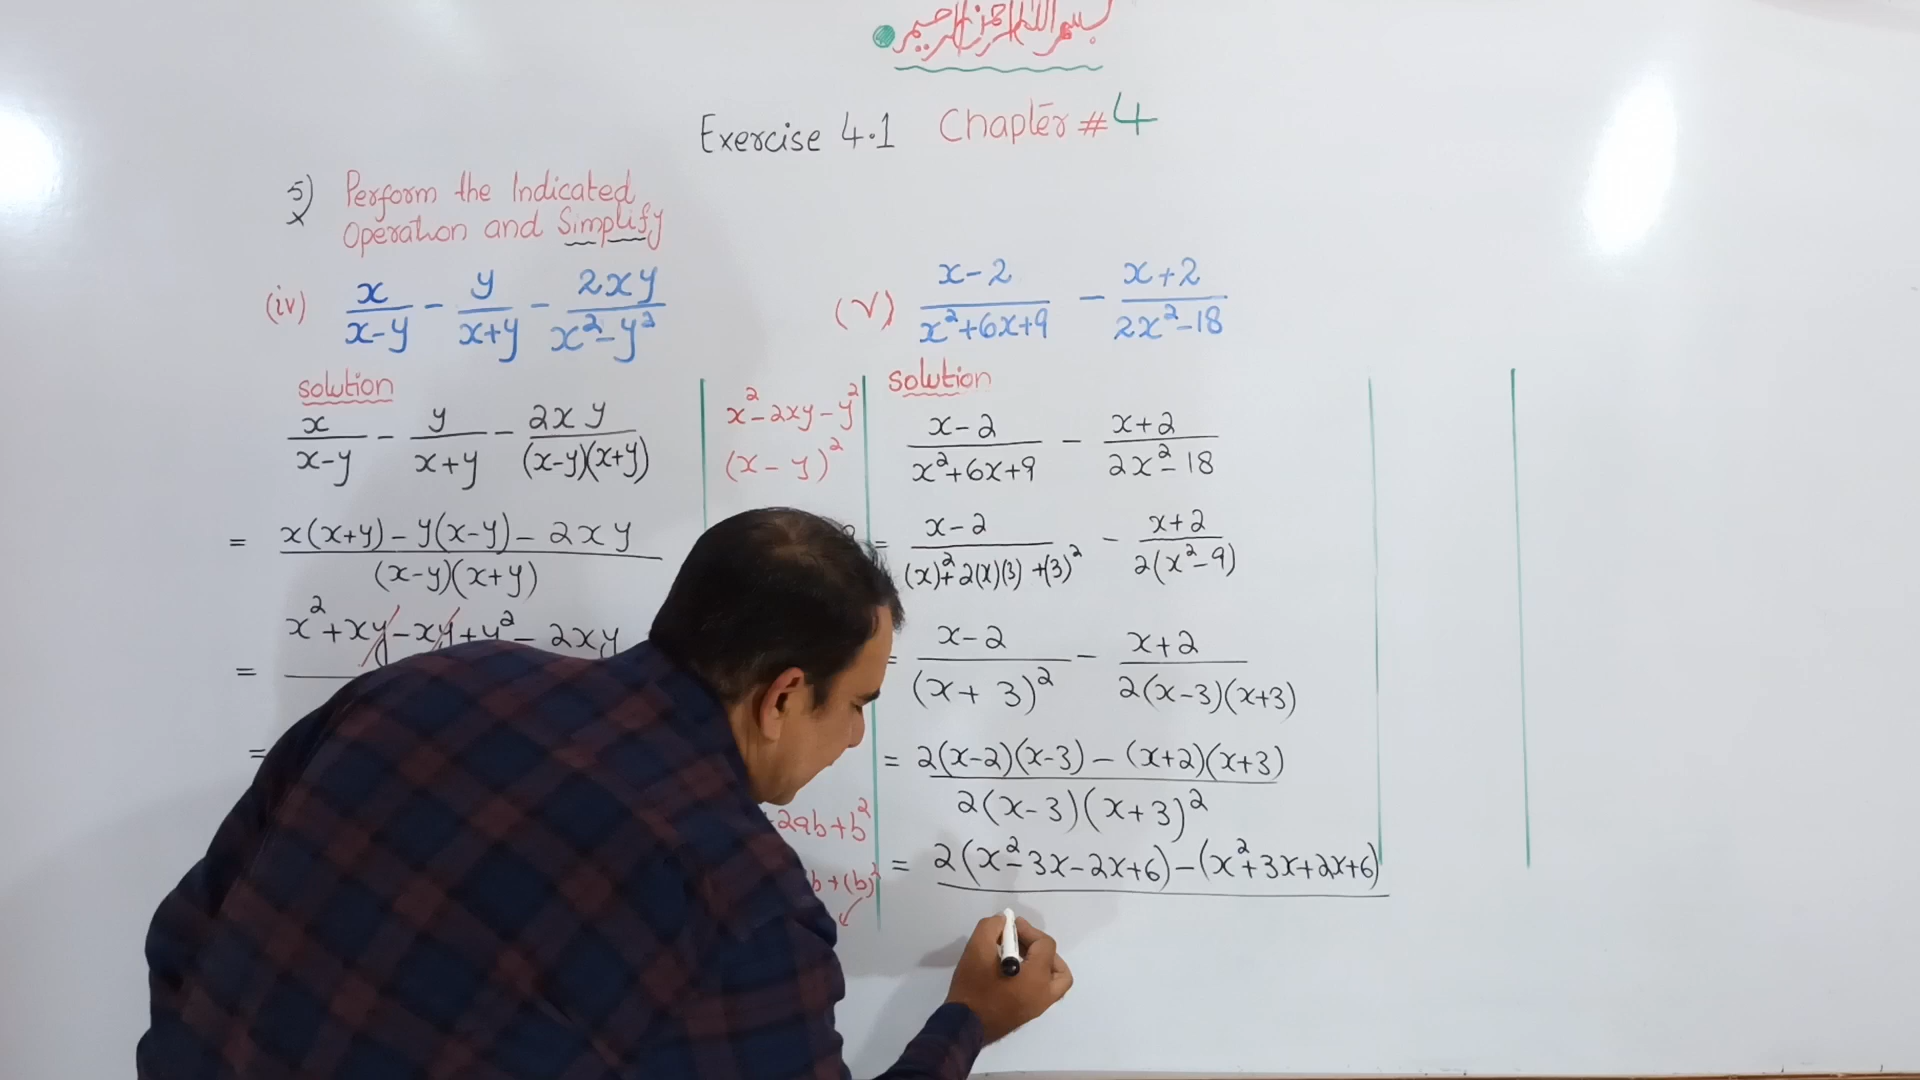 بسم الله الرحمن الرحيم
Exercise 4.1 Chapter # 4
5) Perform the Indicated
Operation and Simplify
(iv) x/(x-y) - y/(x+y) - 2xy/(x²-y²)
solution
x/(x-y) - y/(x+y) - 2xy/((x-y)(x+y))
= (x(x+y) - y(x-y) - 2xy)/((x-y)(x+y))
= x² + xy - xy + y² - 2xy
=
x² - 2xy - y²
(x - y)²
2ab + b²
b + (b)²
(V) (x-2)/(x²+6x+9) - (x+2)/(2x²-18)
solution
(x-2)/(x²+6x+9) - (x+2)/(2x²-18)
= (x-2)/((x)²+2(x)(3)+(3)²) - (x+2)/(2(x²-9))
= (x-2)/(x+3)² - (x+2)/(2(x-3)(x+3))
= (2(x-2)(x-3) - (x+2)(x+3))/(2(x-3)(x+3)²)
= 2(x²-3x-2x+6) - (x²+3x+2x+6)